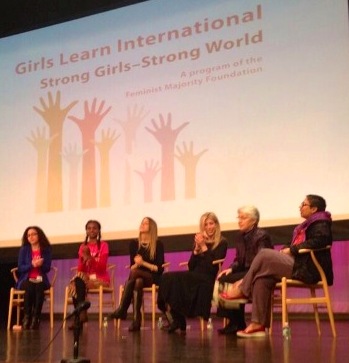 Girls Learn International
Strong Girls–Strong World
A program of the
Feminist Majority Foundation